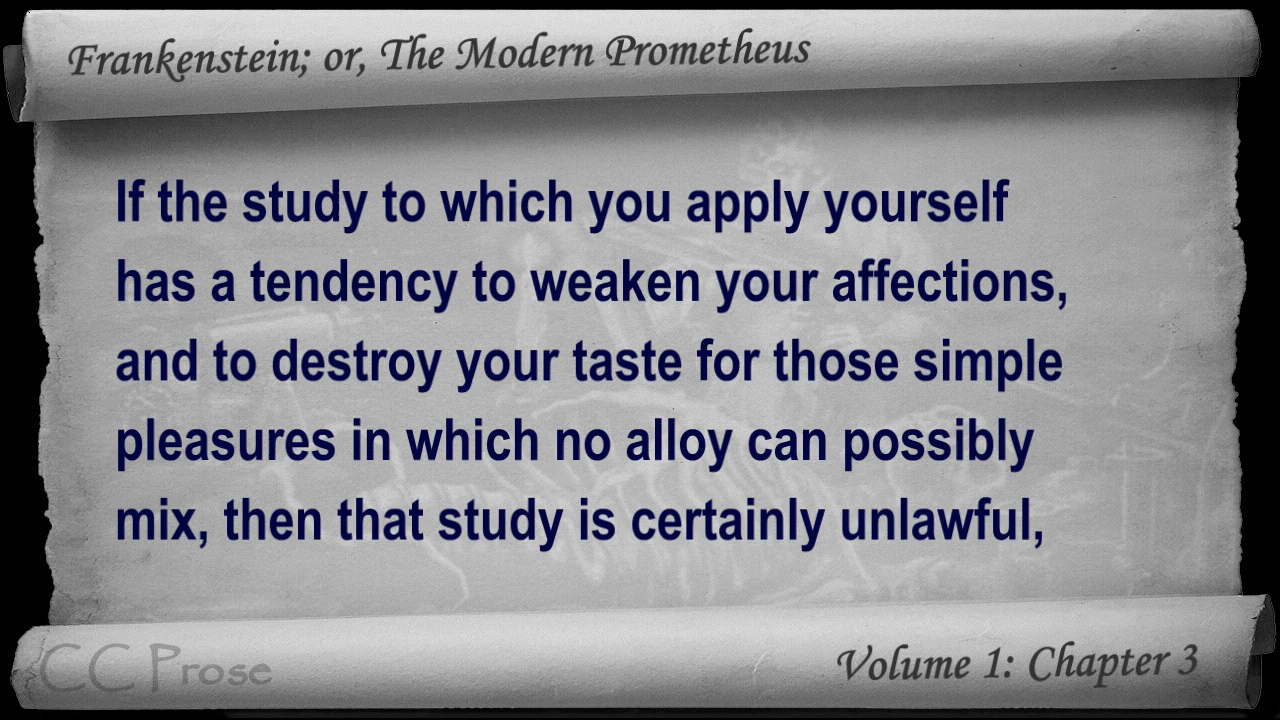 Frankenstein; or, The Modern Prometheus
If the study to which you apply yourself
has a tendency to weaken your affections,
and to destroy your taste for those simple
pleasures in which no alloy can possibly
mix, then that study is certainly unlawful,
CC Prose
Volume 1: Chapter 3